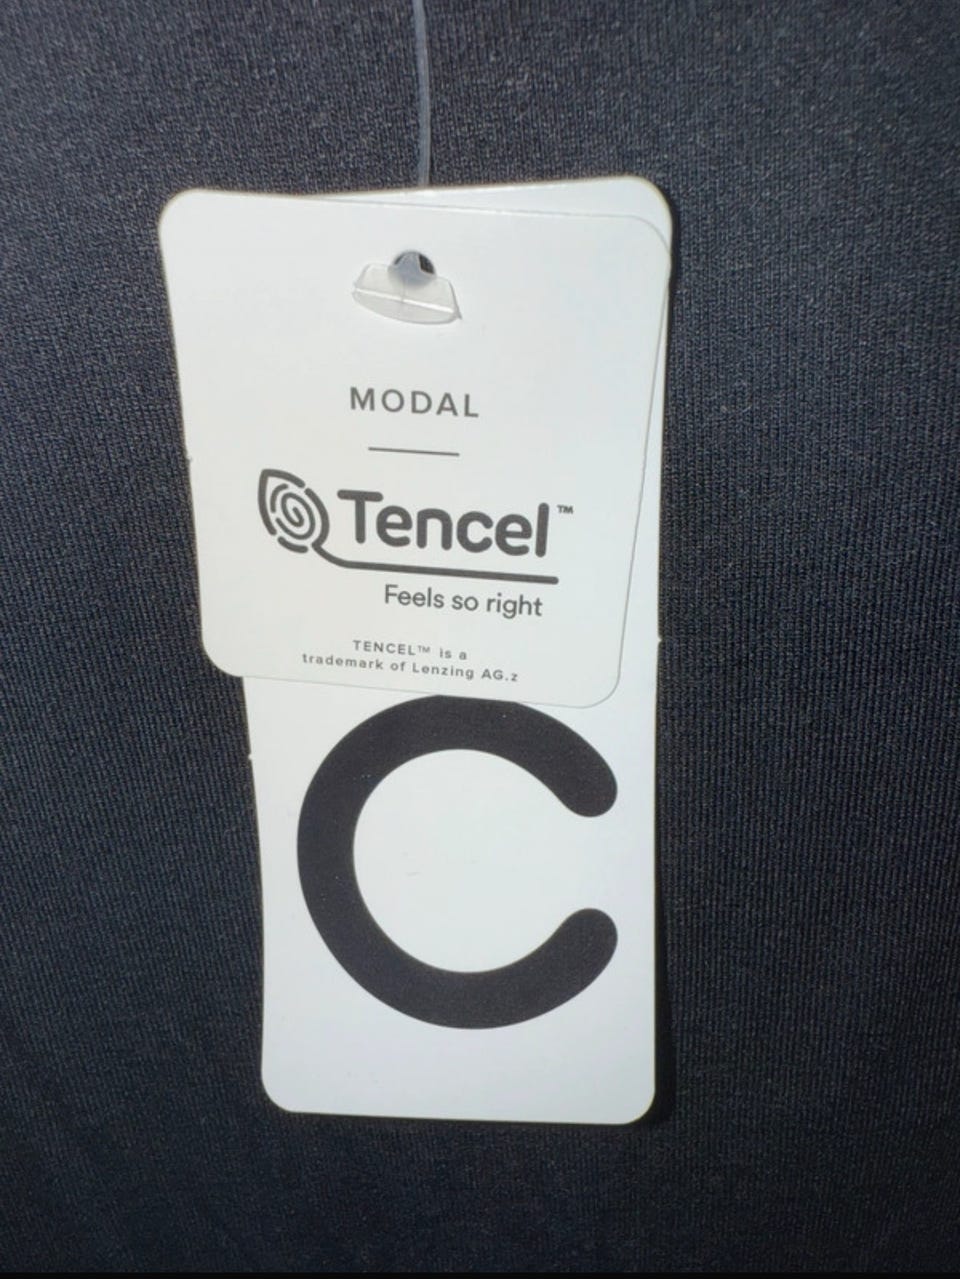 MODAL
Tencel™
Feels so right
TENCEL™ is a
trademark of Lenzing AG.z
C